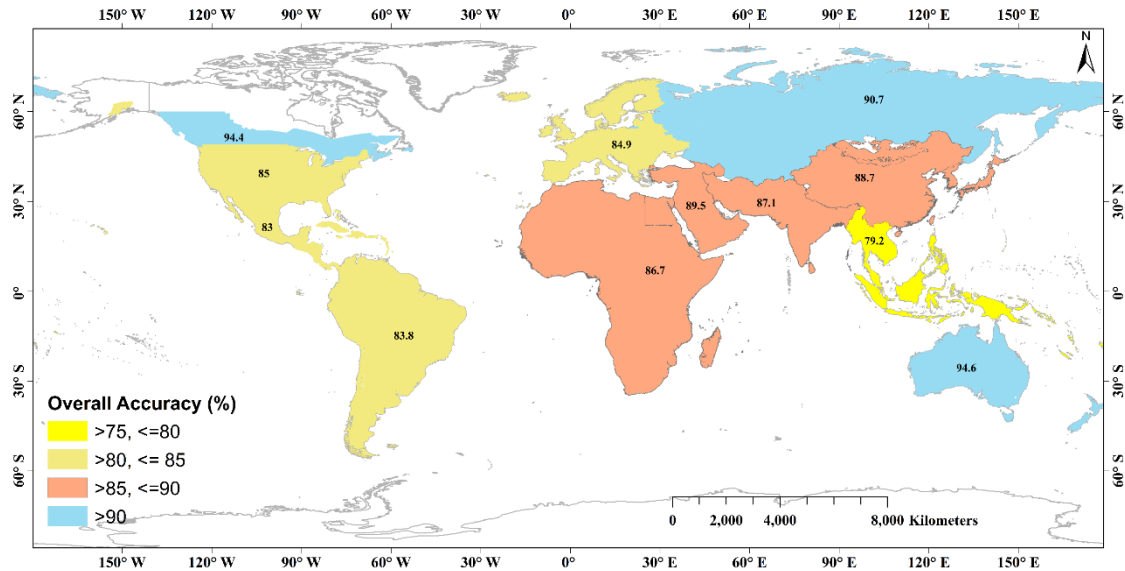 150° W 120° W 90° W 60° W 30° W 0° 30° E 60° E 90° E 120° E 150° E
N
60° N 60° N
90.7
94.4
84.9
85
88.7
30° N 30° N
89.5 87.1
83
79.2
86.7
0° 0°
83.8
94.6
30° S 30° S
Overall Accuracy (%)
>75, <=80
>80, <= 85
>85, <=90
>90
60° S 60° S
0 2,000 4,000 8,000 Kilometers
150° W 120° W 90° W 60° W 30° W 0° 30° E 60° E 90° E 120° E 150° E